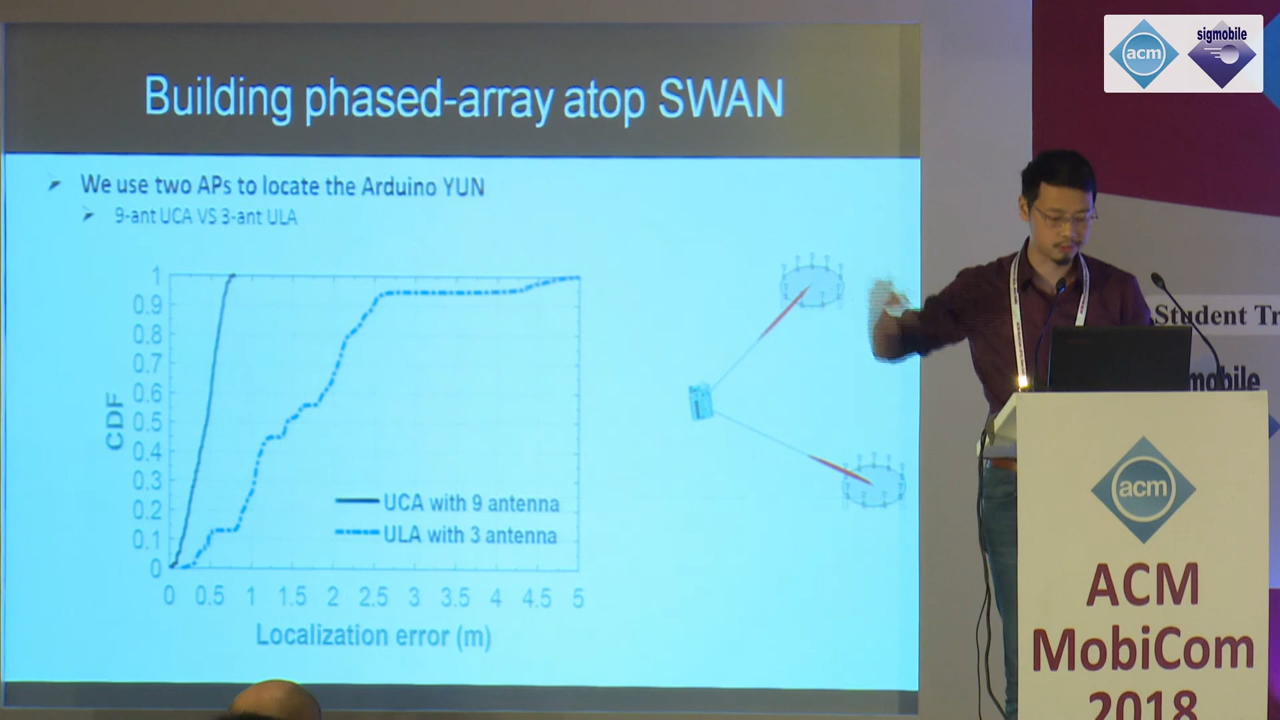 Building phased-array atop SWAN
We use two APs to locate the Arduino YUN
9-ant UCA VS 3-ant ULA
1
0.9
0.8
0.7
0.6
0.5
0.4
0.3
0.2
0.1
0
CDF
UCA with 9 antenna
ULA with 3 antenna
0 0.5 1 1.5 2 2.5 3 3.5 4 4.5 5
Localization error (m)
acm
sigmobile
Student Tr
mobile
acm
ACM
MobiCom
2018